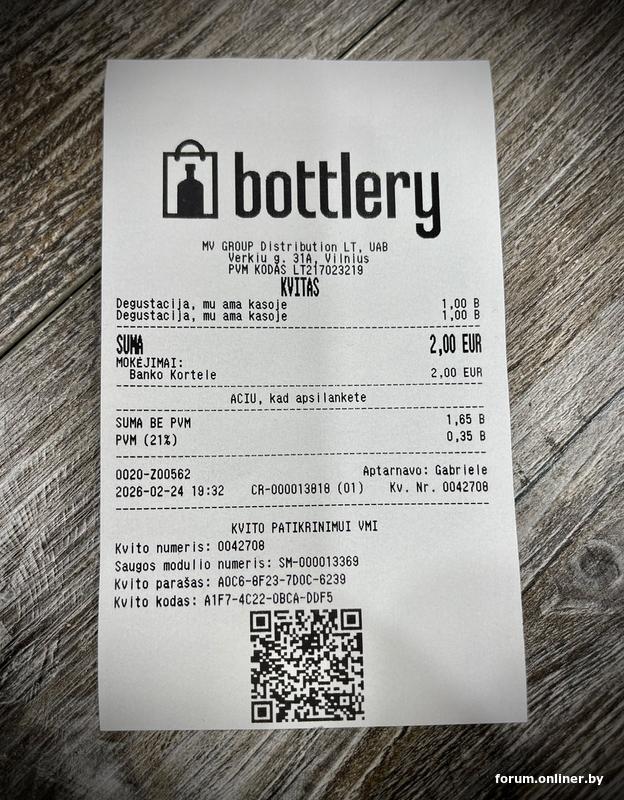 bottlery
MV GROUP Distribution LT, UAB
Verkiu g. 31A, Vilnius
PVM KODAS LT217023219
KVITAS
Degustacija, mu ama kasoje 1,00 B
Degustacija, mu ama kasoje 1,00 B
SUMA 2,00 EUR
MOKĖJIMAI:
Banko Kortele 2,00 EUR
ACIU, kad apsilankete
SUMA BE PVM 1,65 B
PVM (21%) 0,35 B
0020-Z00562 Aptarnavo: Gabriele
2026-02-24 19:32 CR-000013818 (01) Kv. Nr. 0042708
KVITO PATIKRINIMUI VMI
Kvito numeris: 0042708
Saugos modulio numeris: SM-000013369
Kvito parašas: A0C6-8F23-7D0C-6239
Kvito kodas: A1F7-4C22-0BCA-DDF5
forum.onliner.by